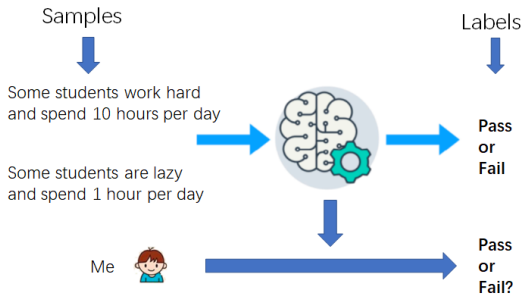 Samples
Labels
Some students work hard
and spend 10 hours per day
Some students are lazy
and spend 1 hour per day
Pass
or
Fail
Me
Pass
or
Fail?